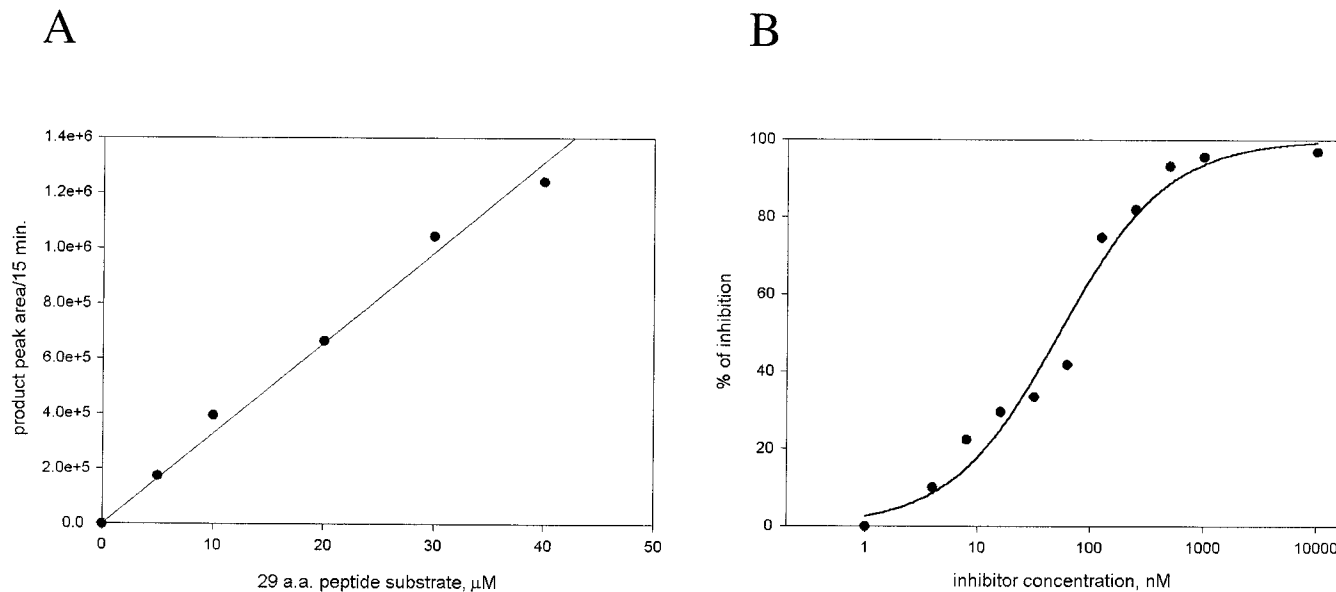 A
B
product peak area/15 min.
1.4e+6
1.2e+6
1.0e+6
8.0e+5
6.0e+5
4.0e+5
2.0e+5
0.0
0 10 20 30 40 50
29 a.a. peptide substrate, μM
% of inhibition
100
80
60
40
20
0
1 10 100 1000 10000
inhibitor concentration, nM